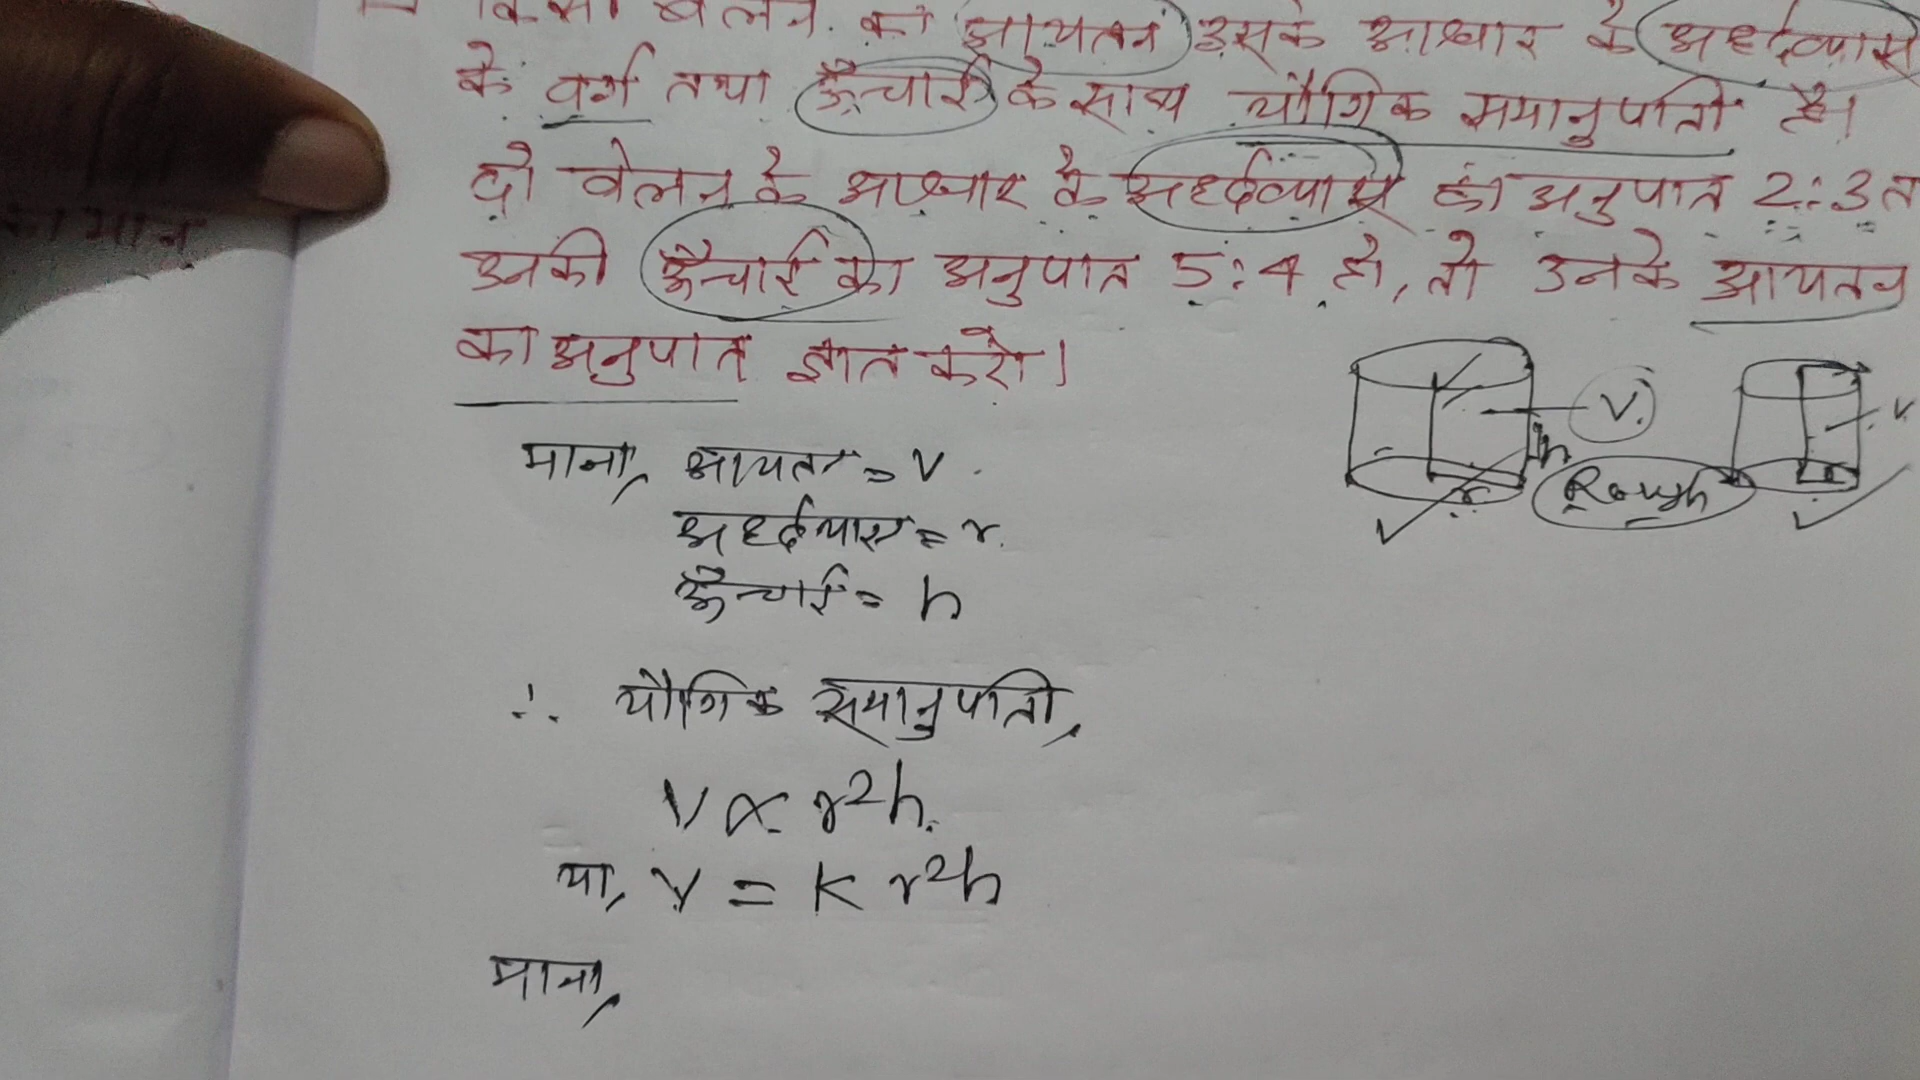 किसी बेलन का आयतन उसके आधार के अर्द्धव्यास
के वर्ग तथा ऊँचाई के साथ यौगिक समानुपाती है।
दो बेलन के आधार के अर्द्धव्यास का अनुपात 2:3 त
उनकी ऊँचाई का अनुपात 5:4 हो, तो उनके आयतन
का अनुपात ज्ञात करो।
V.
h
r
Rough
V
माना, आयतन = V
अर्द्धव्यास = r.
ऊँचाई = h
∴ यौगिक समानुपाती,
V ∝ r²h.
या, V = K r²h
माना,
मान